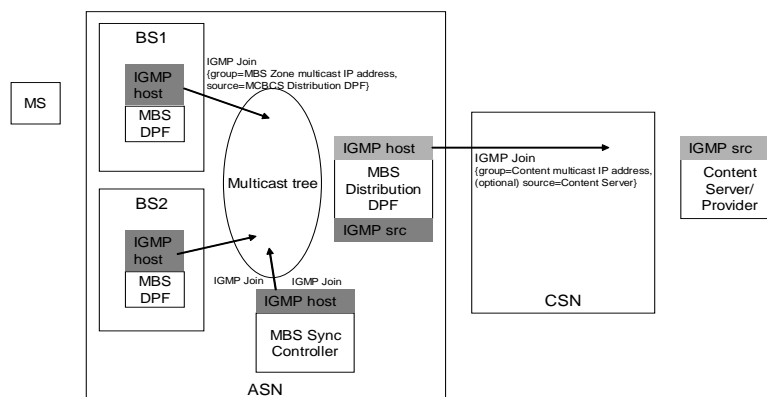 BS1
IGMP host
MBS DPF
IGMP Join
{group=MBS Zone multicast IP address,
source=MCBCS Distribution DPF}
MS
Multicast tree
IGMP host
MBS
Distribution
DPF
IGMP src
IGMP Join
{group=Content multicast IP address,
(optional) source=Content Server}
IGMP src
Content
Server/
Provider
BS2
IGMP
host
MBS
DPF
IGMP Join
IGMP Join
IGMP host
MBS Sync
Controller
CSN
ASN